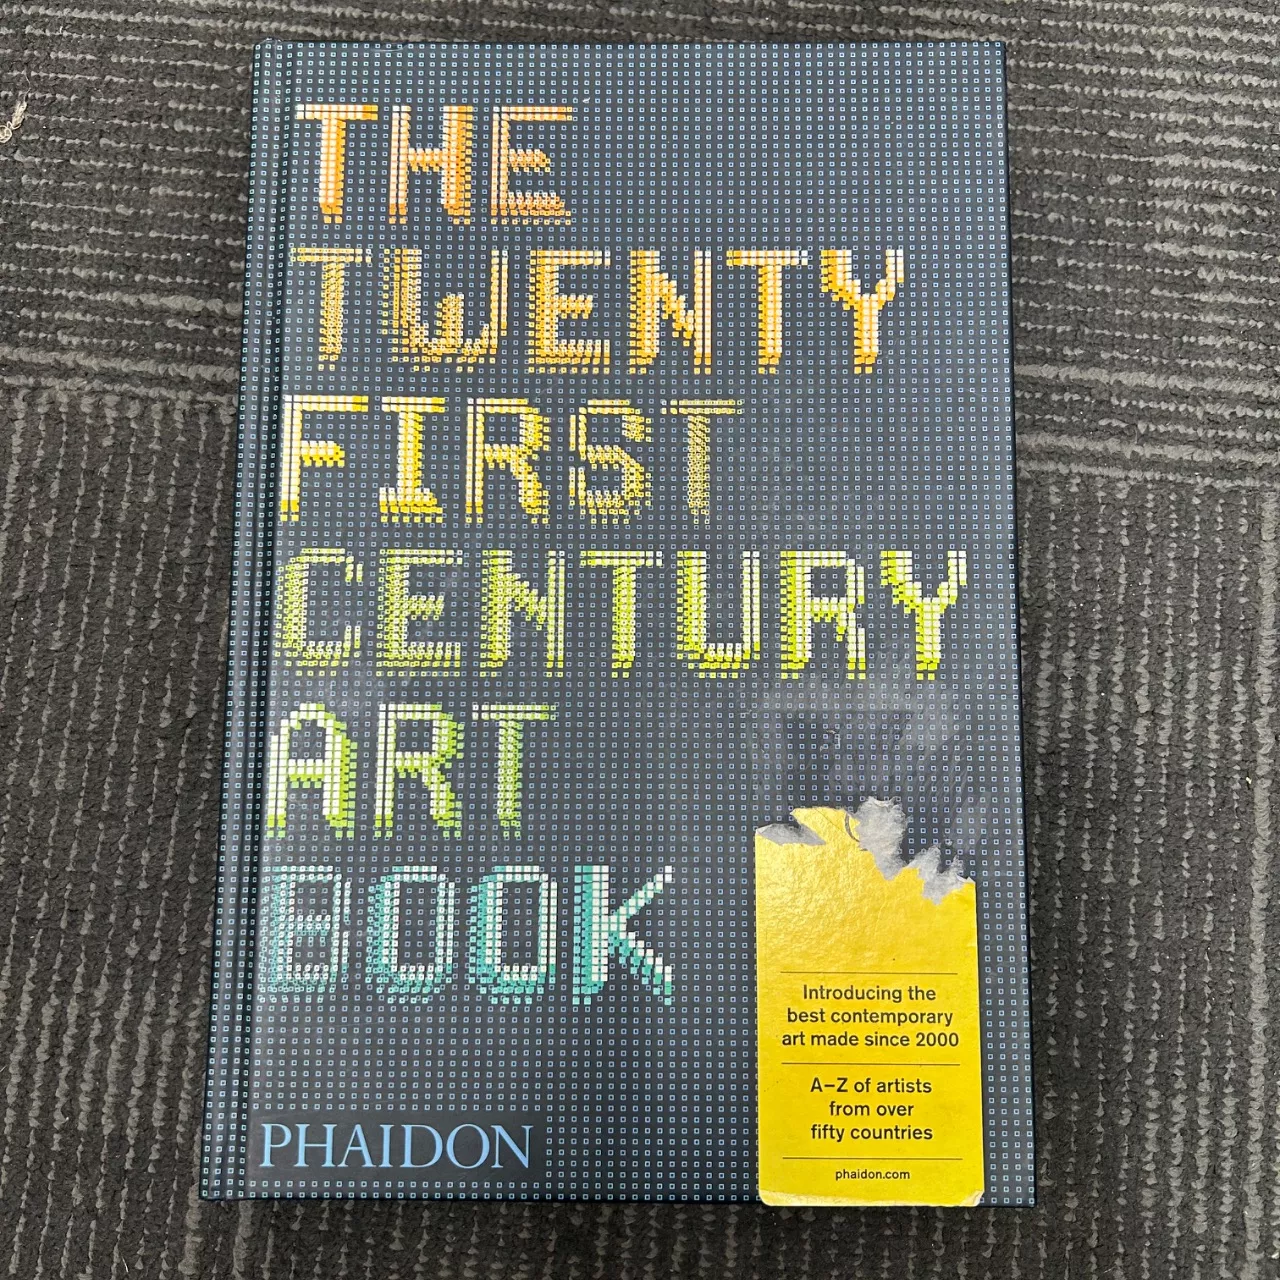 THE
TWENTY
FIRST
CENTURY
ART
BOOK
Introducing the
best contemporary
art made since 2000
A–Z of artists
from over
fifty countries
phaidon.com
PHAIDON